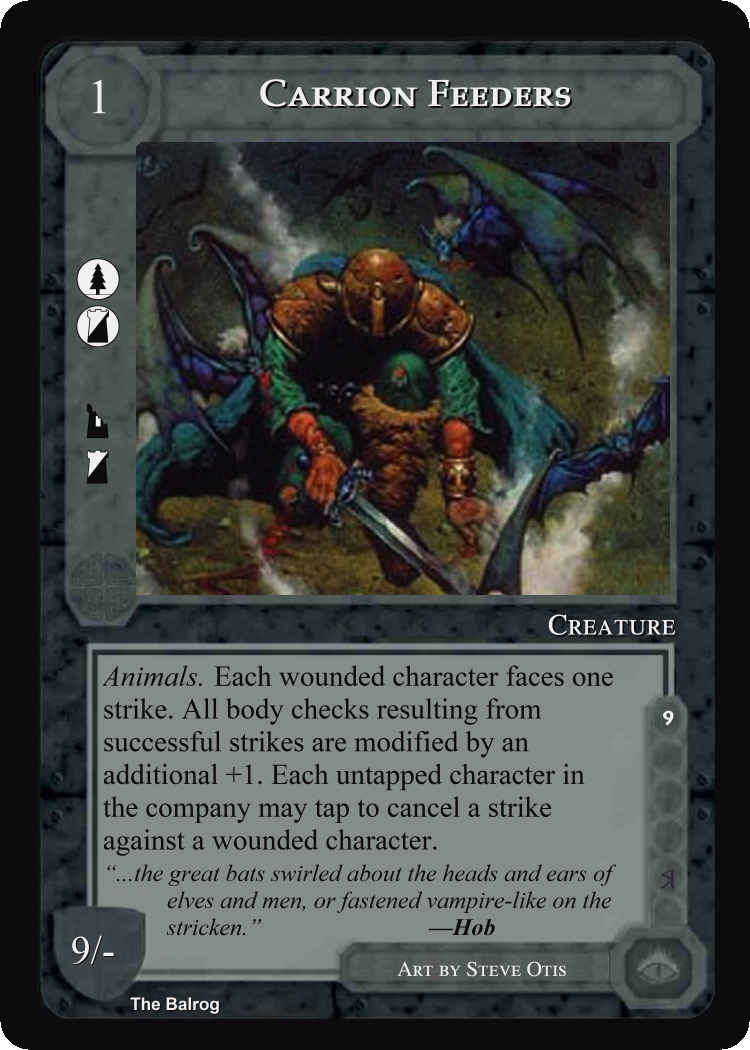 1
CARRION FEEDERS
CREATURE
Animals. Each wounded character faces one
strike. All body checks resulting from
successful strikes are modified by an
additional +1. Each untapped character in
the company may tap to cancel a strike
against a wounded character.
9
“...the great bats swirled about the heads and ears of
elves and men, or fastened vampire-like on the
stricken.” —Hob
9/-
ART BY STEVE OTIS
The Balrog